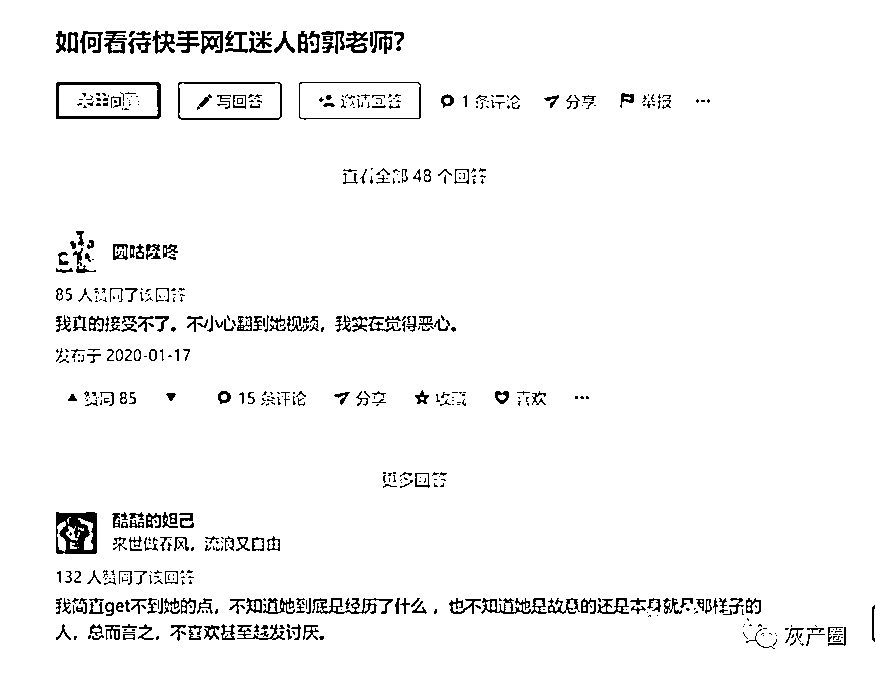 如何看待快手网红迷人的郭老师?
关注问题 写回答 邀请回答 1 条评论 分享 举报 ···
查看全部 48 个回答
圆咕隆咚
85 人赞同了该回答
我真的接受不了。不小心翻到她视频，我实在觉得恶心。
发布于 2020-01-17
赞同 85 15 条评论 分享 收藏 喜欢 ···
更多回答
酷酷的妲己
来世做春风，流浪又自由
132 人赞同了该回答
我简直get不到她的点，不知道她到底是经历了什么，也不知道她是故意的还是本身就是那样子的
人，总而言之，不喜欢甚至越发讨厌。
灰产圈